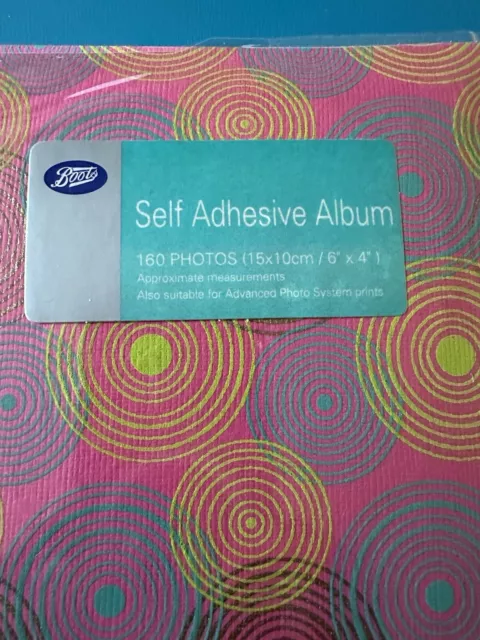 Boots
Self Adhesive Album
160 PHOTOS (15x10cm / 6" x 4")
Approximate measurements
Also suitable for Advanced Photo System prints